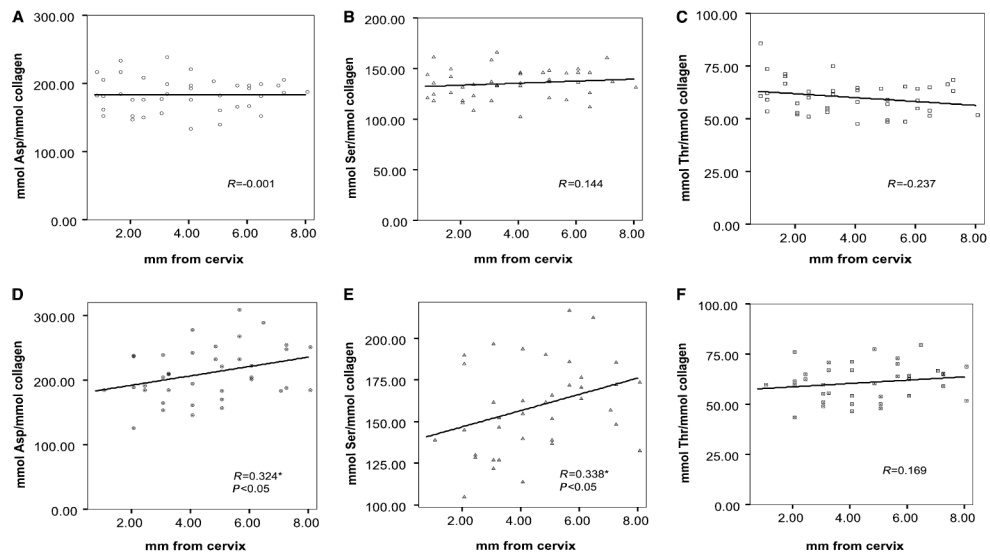 A
mmol Asp/mmol collagen
300.00
200.00
100.00
0.00
R=-0.001
2.00 4.00 6.00 8.00
mm from cervix
B
mmol Ser/mmol collagen
200.00
150.00
100.00
50.00
0.00
R=0.144
2.00 4.00 6.00 8.00
mm from cervix
C
mmol Thr/mmol collagen
100.00
75.00
50.00
25.00
0.00
R=-0.237
2.00 4.00 6.00 8.00
mm from cervix
D
mmol Asp/mmol collagen
300.00
200.00
100.00
0.00
R=0.324*
P<0.05
2.00 4.00 6.00 8.00
mm from cervix
E
mmol Ser/mmol collagen
200.00
175.00
150.00
125.00
100.00
R=0.338*
P<0.05
2.00 4.00 6.00 8.00
mm from cervix
F
mmol Thr/mmol collagen
100.00
75.00
50.00
25.00
0.00
R=0.169
2.00 4.00 6.00 8.00
mm from cervix